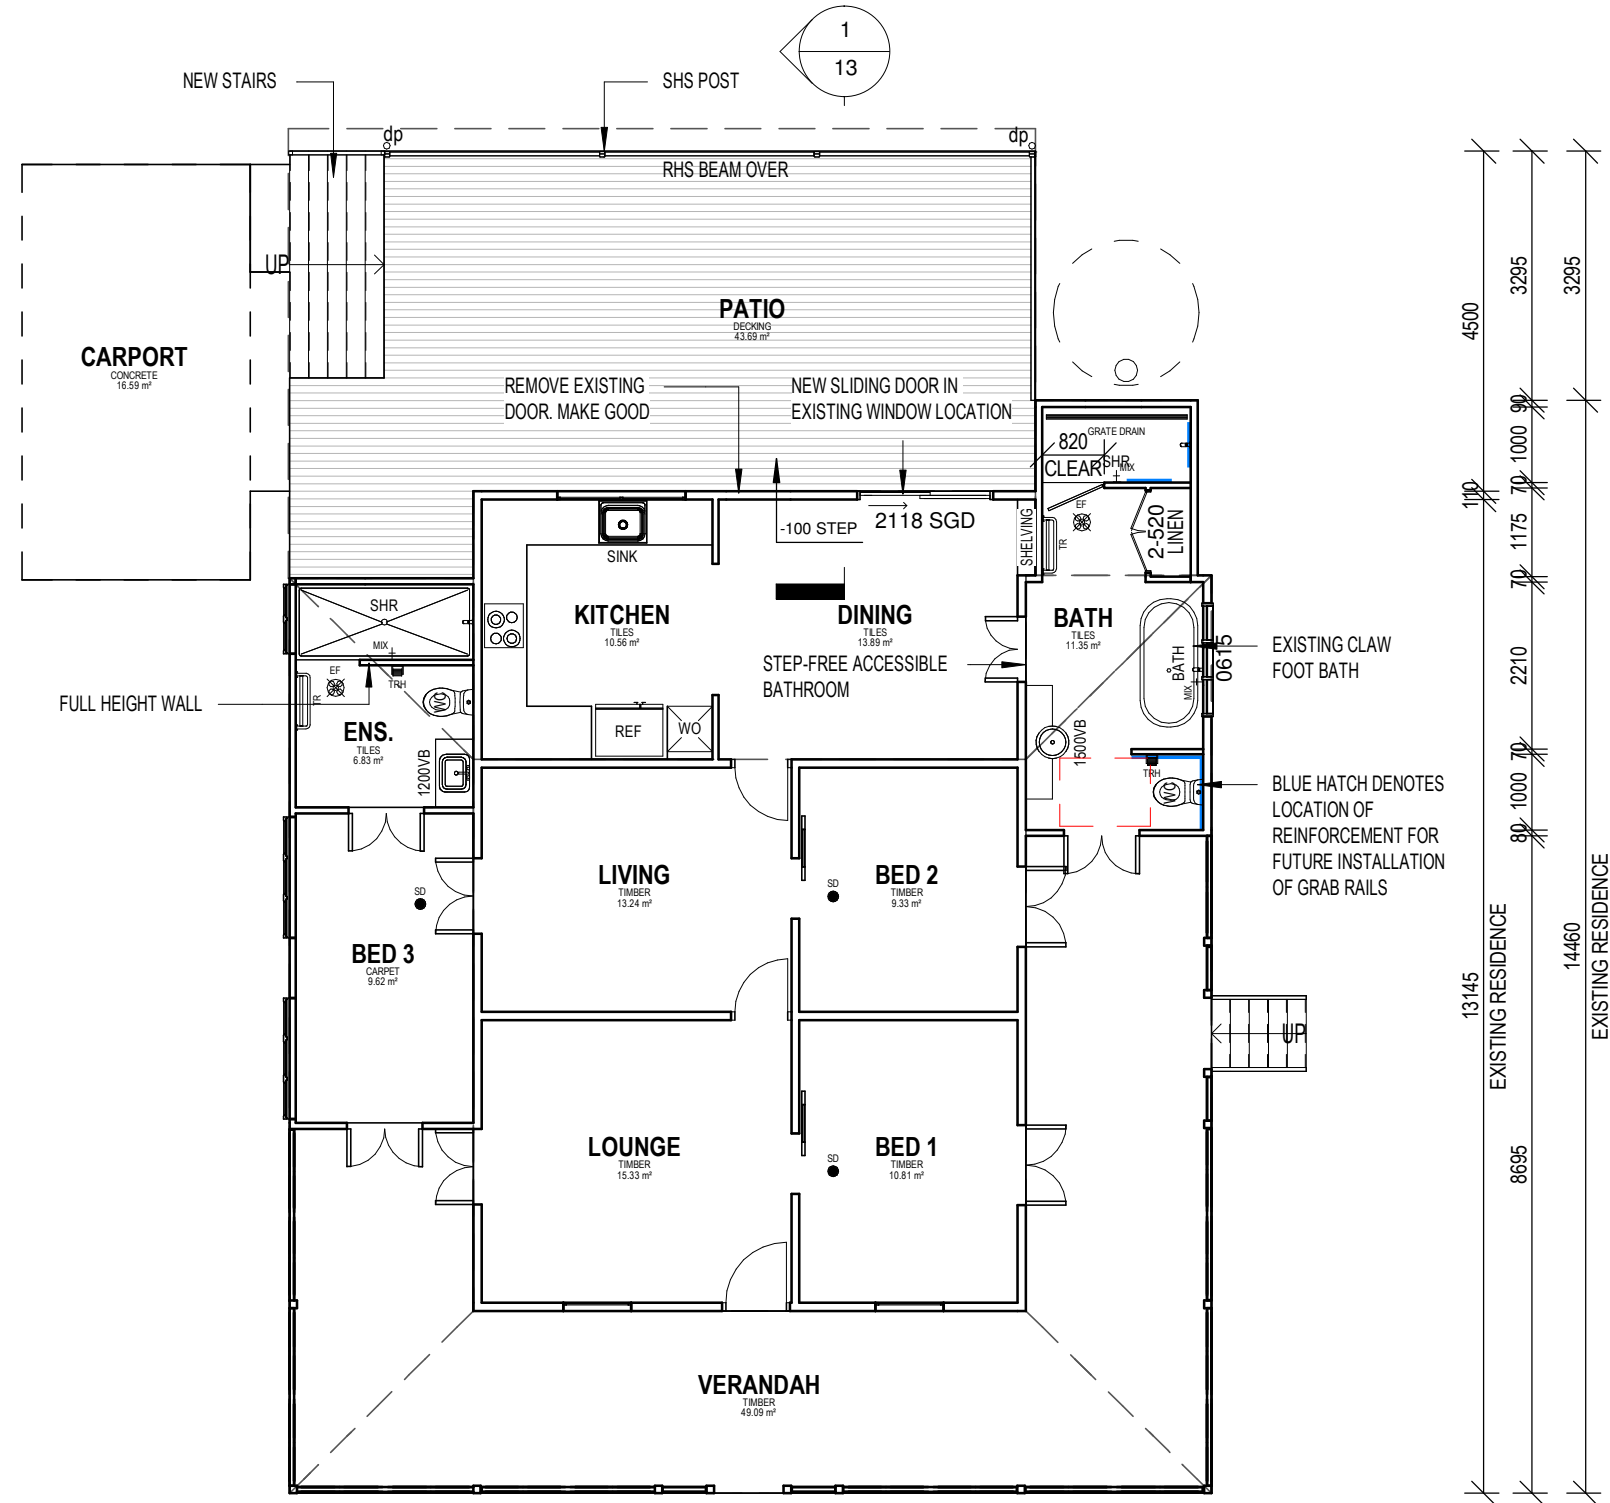 1
13
NEW STAIRS
SHS POST
dp
dp
RHS BEAM OVER
UP
PATIO
DECKING
43.69 m²
CARPORT
CONCRETE
16.59 m²
REMOVE EXISTING
DOOR. MAKE GOOD
NEW SLIDING DOOR IN
EXISTING WINDOW LOCATION
GRATE DRAIN
820
CLEAR
SHR
MIX
-100 STEP
2118 SGD
SHELVING
EF
TR
2-520
LINEN
SINK
KITCHEN
TILES
10.56 m²
DINING
TILES
13.89 m²
BATH
TILES
11.35 m²
STEP-FREE ACCESSIBLE
BATHROOM
BATH
MIX
0615
EXISTING CLAW
FOOT BATH
SHR
MIX
EF
TR
TRH
WC
FULL HEIGHT WALL
ENS.
TILES
6.83 m²
1200VB
REF
WO
1500VB
TRH
WC
BLUE HATCH DENOTES
LOCATION OF
REINFORCEMENT FOR
FUTURE INSTALLATION
OF GRAB RAILS
LIVING
TIMBER
13.24 m²
BED 2
TIMBER
9.33 m²
SD
SD
BED 3
CARPET
9.62 m²
UP
LOUNGE
TIMBER
15.33 m²
SD
BED 1
TIMBER
10.81 m²
VERANDAH
TIMBER
49.09 m²
4500
110
13145
EXISTING RESIDENCE
3295
90
1000
70
1175
70
2210
70
1000
80
8695
3295
14460
EXISTING RESIDENCE